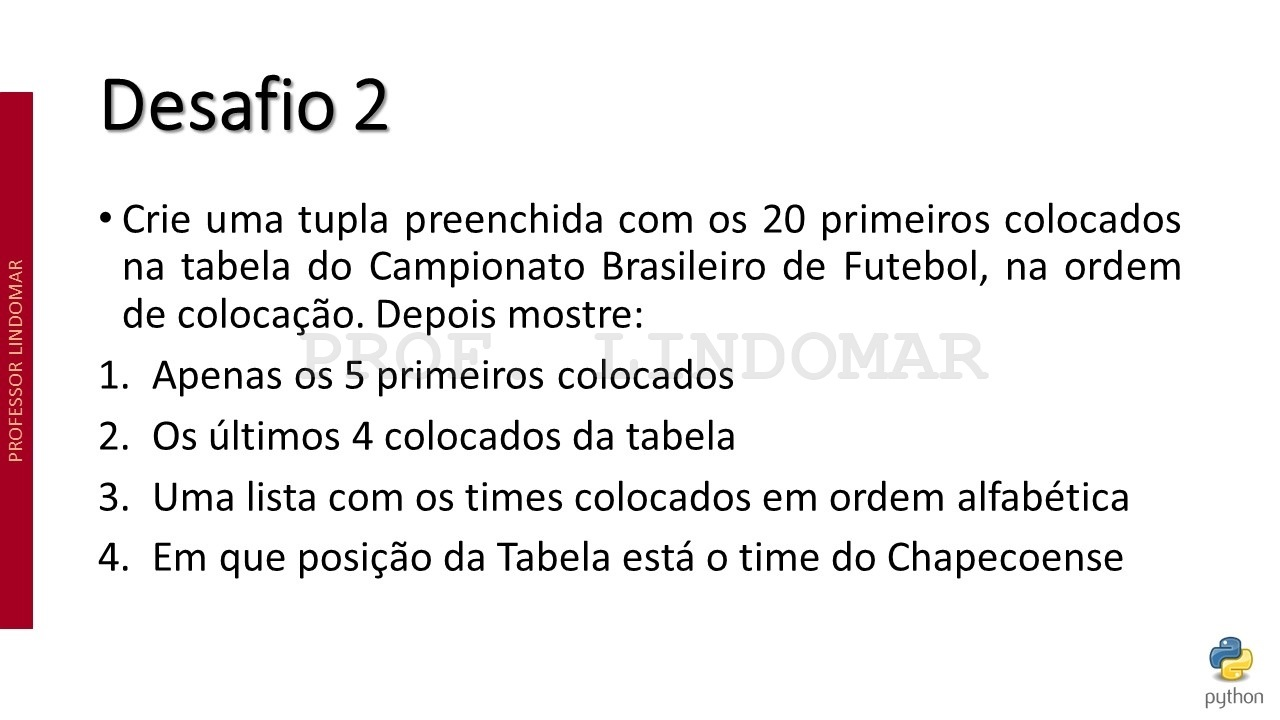 Desafio 2
PROFESSOR LINDOMAR
• Crie uma tupla preenchida com os 20 primeiros colocados
na tabela do Campionato Brasileiro de Futebol, na ordem
de colocação. Depois mostre:
PROF. LINDOMAR
1. Apenas os 5 primeiros colocados
2. Os últimos 4 colocados da tabela
3. Uma lista com os times colocados em ordem alfabética
4. Em que posição da Tabela está o time do Chapecoense
python